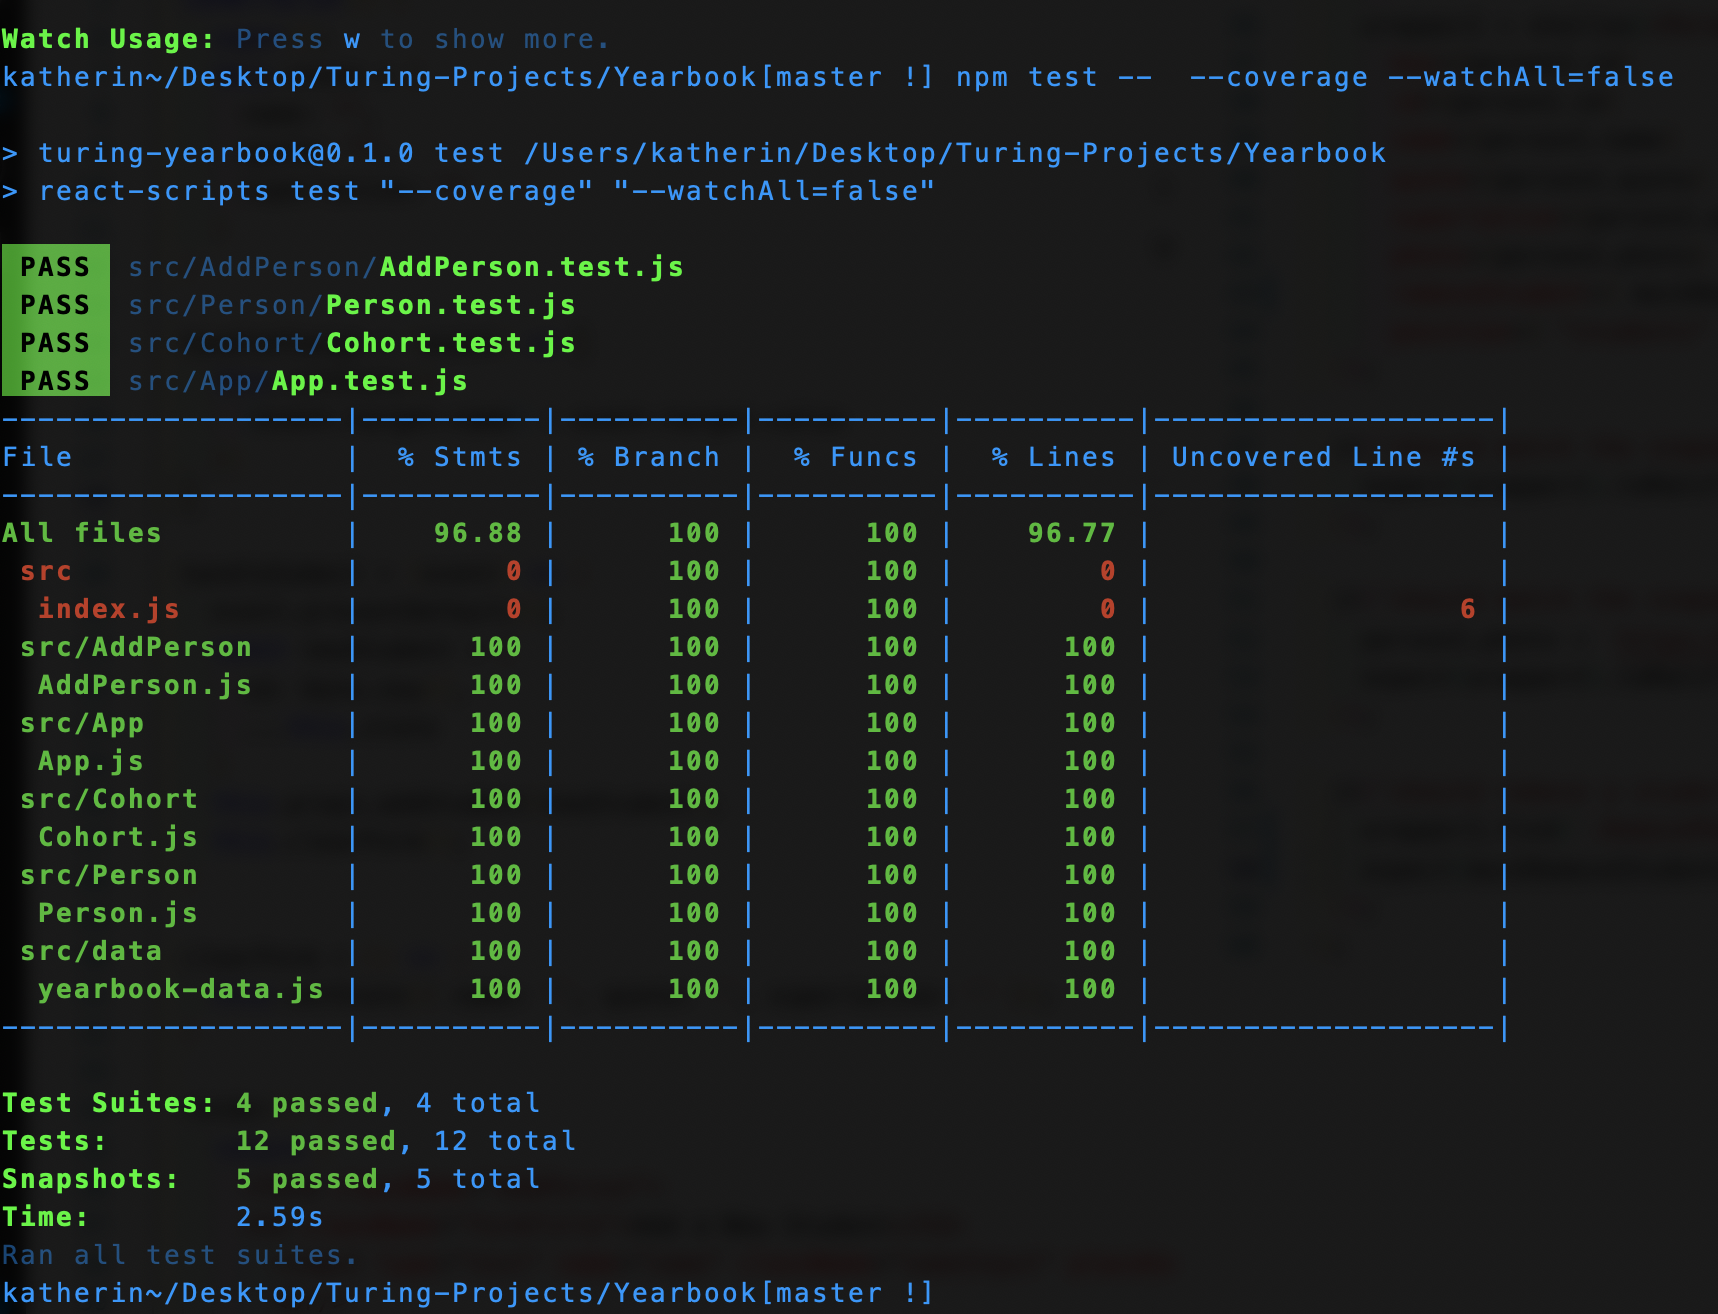 Watch Usage: Press w to show more.
katherin~/Desktop/Turing-Projects/Yearbook[master !] npm test --  --coverage --watchAll=false
> turing-yearbook@0.1.0 test /Users/katherin/Desktop/Turing-Projects/Yearbook
> react-scripts test "--coverage" "--watchAll=false"
PASS src/AddPerson/AddPerson.test.js
PASS src/Person/Person.test.js
PASS src/Cohort/Cohort.test.js
PASS src/App/App.test.js
-------------------|----------|----------|----------|----------|-------------------|
File               |  % Stmts | % Branch |  % Funcs |  % Lines | Uncovered Line #s |
-------------------|----------|----------|----------|----------|-------------------|
All files          |    96.88 |      100 |      100 |    96.77 |                   |
 src               |        0 |      100 |      100 |        0 |                   |
  index.js         |        0 |      100 |      100 |        0 |                 6 |
 src/AddPerson     |      100 |      100 |      100 |      100 |                   |
  AddPerson.js     |      100 |      100 |      100 |      100 |                   |
 src/App           |      100 |      100 |      100 |      100 |                   |
  App.js           |      100 |      100 |      100 |      100 |                   |
 src/Cohort        |      100 |      100 |      100 |      100 |                   |
  Cohort.js        |      100 |      100 |      100 |      100 |                   |
 src/Person        |      100 |      100 |      100 |      100 |                   |
  Person.js        |      100 |      100 |      100 |      100 |                   |
 src/data          |      100 |      100 |      100 |      100 |                   |
  yearbook-data.js |      100 |      100 |      100 |      100 |                   |
-------------------|----------|----------|----------|----------|-------------------|
Test Suites: 4 passed, 4 total
Tests:       12 passed, 12 total
Snapshots:   5 passed, 5 total
Time:        2.59s
Ran all test suites.
katherin~/Desktop/Turing-Projects/Yearbook[master !]